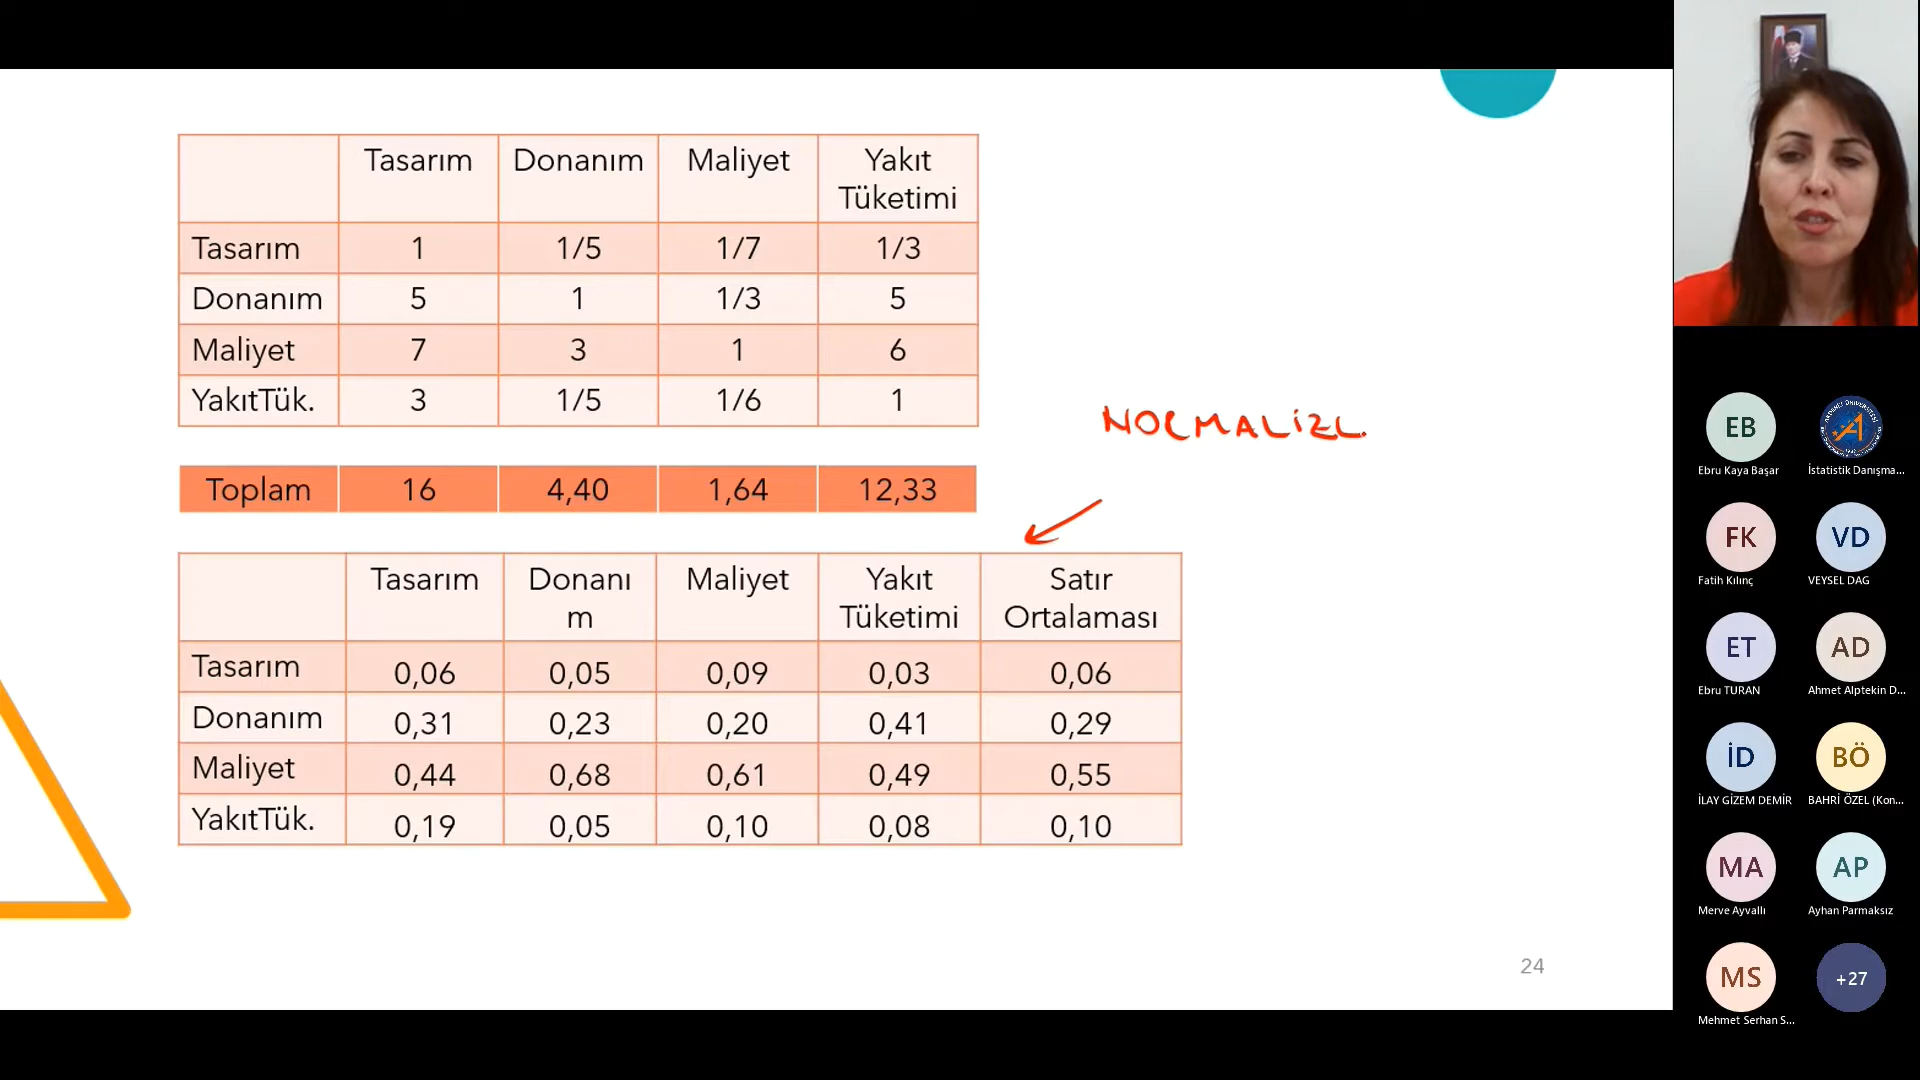 Tasarım Donanım Maliyet Yakıt Tüketimi
Tasarım 1 1/5 1/7 1/3
Donanım 5 1 1/3 5
Maliyet 7 3 1 6
YakıtTük. 3 1/5 1/6 1
NORMALİZE
Toplam 16 4,40 1,64 12,33
Tasarım Donanı m Maliyet Yakıt Tüketimi Satır Ortalaması
Tasarım 0,06 0,05 0,09 0,03 0,06
Donanım 0,31 0,23 0,20 0,41 0,29
Maliyet 0,44 0,68 0,61 0,49 0,55
YakıtTük. 0,19 0,05 0,10 0,08 0,10
24
EB
Ebru Kaya Başar
İstatistik Danışma...
FK
Fatih Kılınç
VD
VEYSEL DAG
ET
Ebru TURAN
AD
Ahmet Alptekin D...
İD
İLAY GİZEM DEMİR
BÖ
BAHRİ ÖZEL (Kon...
MA
Merve Ayvallı
AP
Ayhan Parmaksız
MS
Mehmet Serhan S...
+27